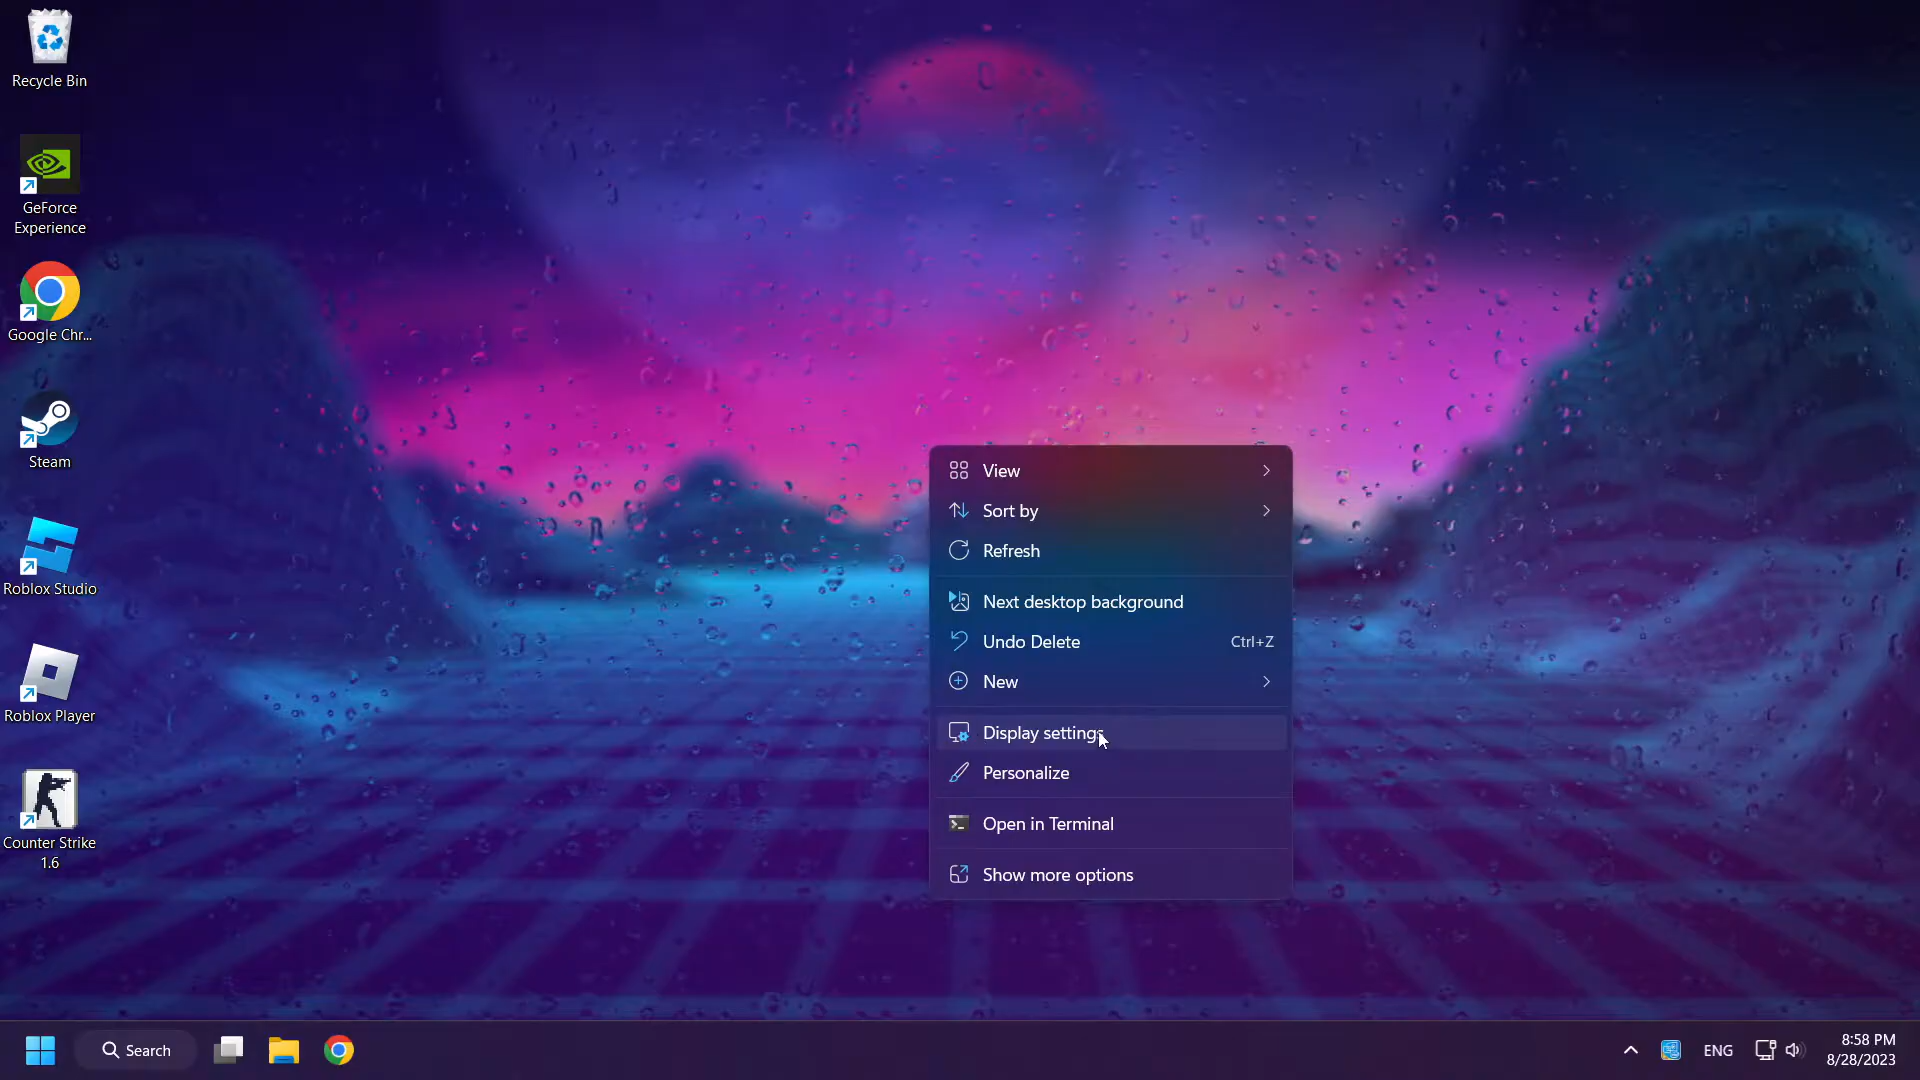 Recycle Bin
GeForce
Experience
Google Chr...
Steam
Roblox Studio
Roblox Player
Counter Strike
1.6
View
Sort by
Refresh
Next desktop background
Undo Delete Ctrl+Z
New
Display settings
Personalize
Open in Terminal
Show more options
Search
ENG
8:58 PM
8/28/2023